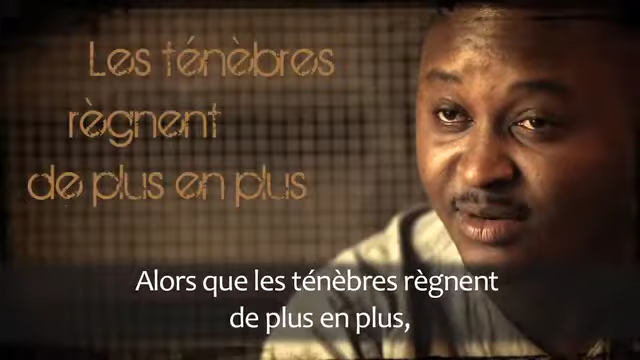 Les ténèbres
règnent
de plus en plus
Alors que les ténèbres règnent
de plus en plus,